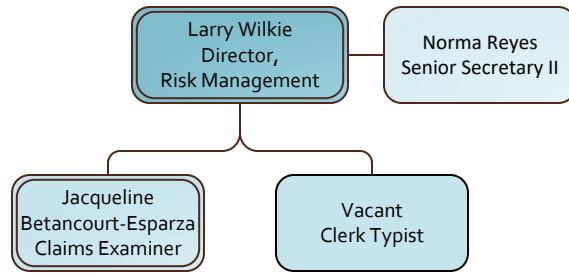 Larry Wilkie
Director,
Risk Management
Norma Reyes
Senior Secretary II
Jacqueline
Betancourt-Esparza
Claims Examiner
Vacant
Clerk Typist